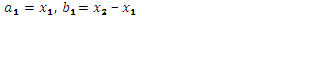 a₁ = x₁, b₁ = x₂ − x₁